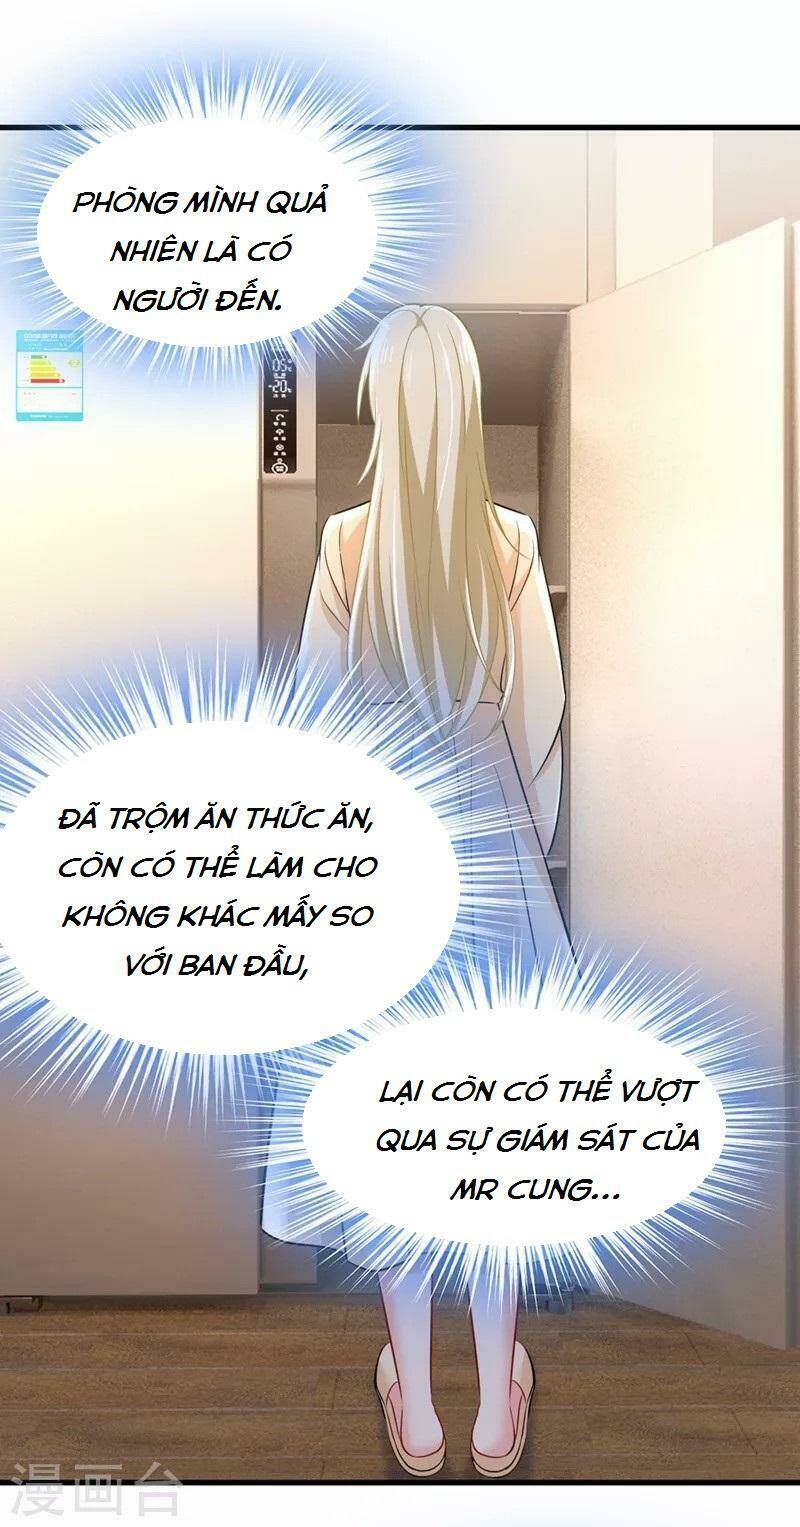 PHÒNG MÌNH QUẢ
NHIÊN LÀ CÓ
NGƯỜI ĐẾN.
ĐÃ TRỘM ĂN THỨC ĂN,
CÒN CÓ THỂ LÀM CHO
KHÔNG KHÁC MẤY SO
VỚI BAN ĐẦU,
LẠI CÒN CÓ THỂ VƯỢT
QUA SỰ GIÁM SÁT CỦA
MR CUNG...
漫画台